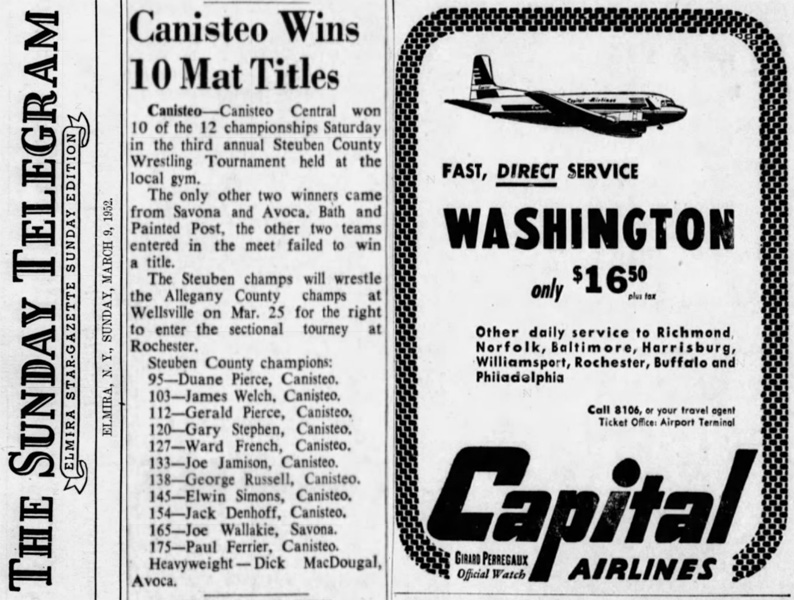 THE SUNDAY TELEGRAM
ELMIRA STAR-GAZETTE SUNDAY EDITION
ELMIRA, N. Y., SUNDAY, MARCH 9, 1952.
Canisteo Wins
10 Mat Titles
Canisteo—Canisteo Central won
10 of the 12 championships Saturday
in the third annual Steuben County
Wrestling Tournament held at the
local gym.
The only other two winners came
from Savona and Avoca. Bath and
Painted Post, the other two teams
entered in the meet failed to win
a title.
The Steuben champs will wrestle
the Allegany County champs at
Wellsville on Mar. 25 for the right
to enter the sectional tourney at
Rochester.
Steuben County champions:
95—Duane Pierce, Canisteo.
103—James Welch, Canisteo.
112—Gerald Pierce, Canisteo.
120—Gary Stephen, Canisteo.
127—Ward French, Canisteo.
133—Joe Jamison, Canisteo.
138—George Russell, Canisteo.
145—Elwin Simons, Canisteo.
154—Jack Denhoff, Canisteo.
165—Joe Wallakie, Savona.
175—Paul Ferrier, Canisteo.
Heavyweight—Dick MacDougal,
Avoca.
Capital Airlines
FAST, DIRECT SERVICE
WASHINGTON
only $16.50
plus tax
Other daily service to Richmond,
Norfolk, Baltimore, Harrisburg,
Williamsport, Rochester, Buffalo and
Philadelphia
Call 8106, or your travel agent
Ticket Office: Airport Terminal
Capital
AIRLINES
GIRARD PERREGAUX
Official Watch